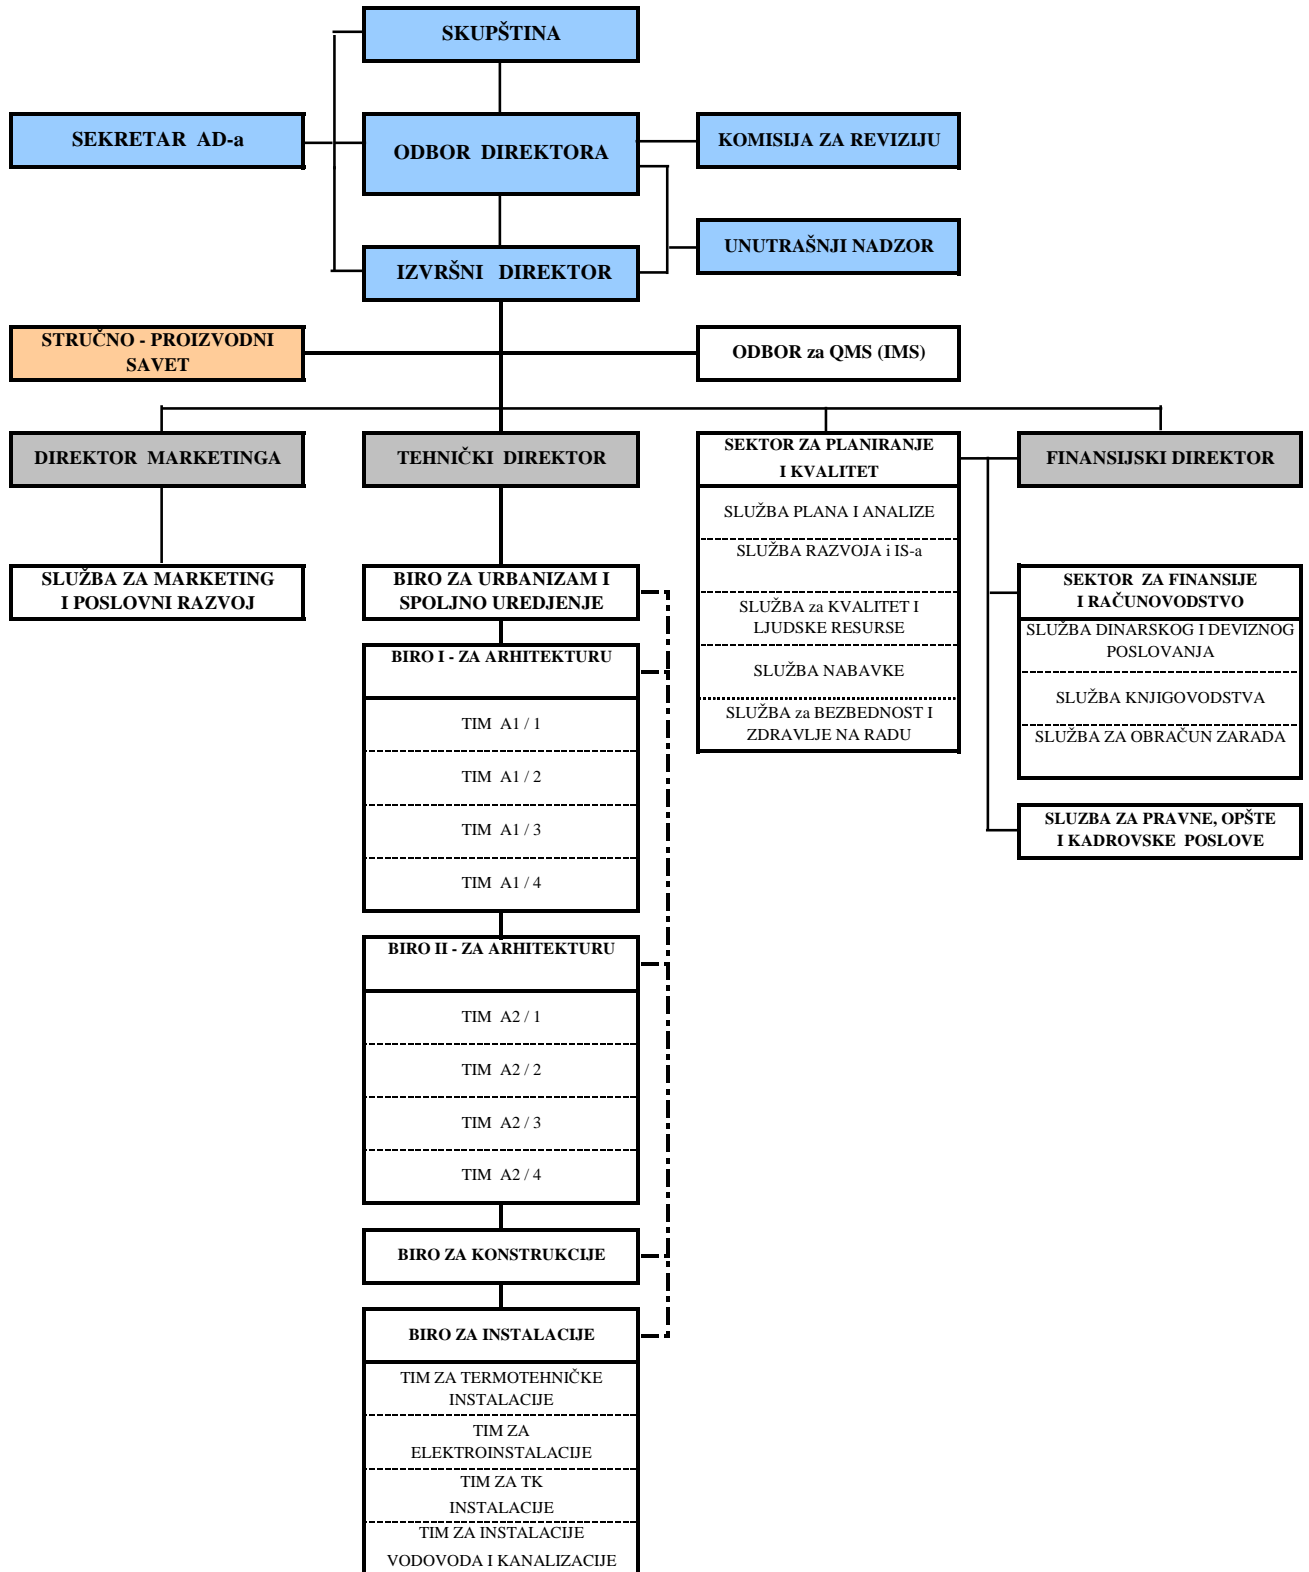 SKUPŠTINA
SEKRETAR AD-a
ODBOR DIREKTORA
KOMISIJA ZA REVIZIJU
UNUTRAŠNJI NADZOR
IZVRŠNI DIREKTOR
STRUČNO - PROIZVODNI
SAVET
ODBOR za QMS (IMS)
DIREKTOR MARKETINGA
TEHNIČKI DIREKTOR
SEKTOR ZA PLANIRANJE
I KVALITET
FINANSIJSKI DIREKTOR
SLUŽBA ZA MARKETING
I POSLOVNI RAZVOJ
BIRO ZA URBANIZAM I
SPOLJNO UREDJENJE
BIRO I - ZA ARHITEKTURU
TIM A1 / 1
TIM A1 / 2
TIM A1 / 3
TIM A1 / 4
BIRO II - ZA ARHITEKTURU
TIM A2 / 1
TIM A2 / 2
TIM A2 / 3
TIM A2 / 4
BIRO ZA KONSTRUKCIJE
BIRO ZA INSTALACIJE
TIM ZA TERMOTEHNIČKE
INSTALACIJE
TIM ZA
ELEKTROINSTALACIJE
TIM ZA TK
INSTALACIJE
TIM ZA INSTALACIJE
VODOVODA I KANALIZACIJE
SLUŽBA PLANA I ANALIZE
SLUŽBA RAZVOJA i IS-a
SLUŽBA za KVALITET I
LJUDSKE RESURSE
SLUŽBA NABAVKE
SLUŽBA za BEZBEDNOST I
ZDRAVLJE NA RADU
SEKTOR ZA FINANSIJE
I RAČUNOVODSTVO
SLUŽBA DINARSKOG I DEVIZNOG
POSLOVANJA
SLUŽBA KNJIGOVODSTVA
SLUŽBA ZA OBRAČUN ZARADA
SLUZBA ZA PRAVNE, OPŠTE
I KADROVSKE POSLOVE